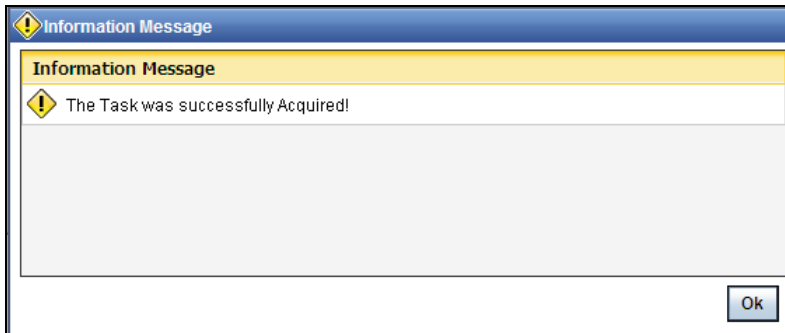 Information Message
Information Message
The Task was successfully Acquired!
Ok